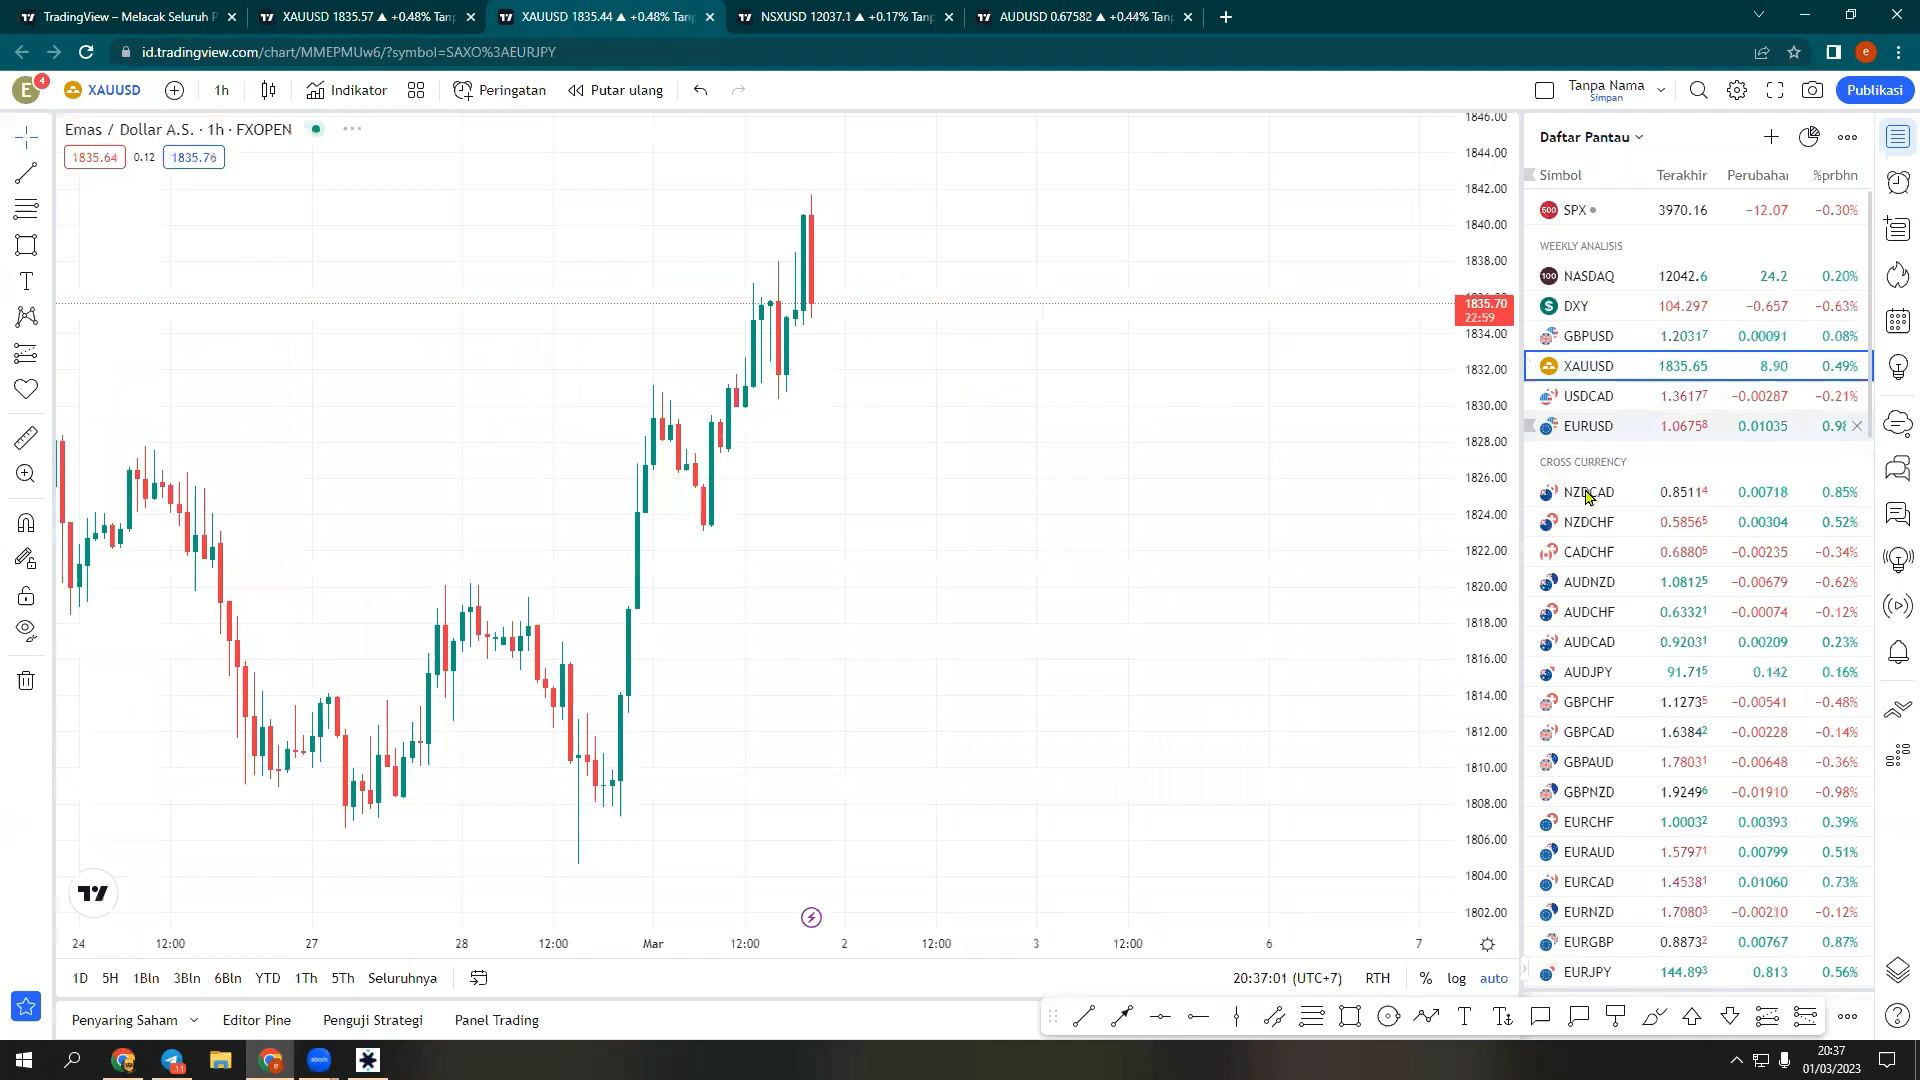 TradingView – Melacak Seluruh P
XAUUSD 1835.57 ▲ +0.48% Tanp
XAUUSD 1835.44 ▲ +0.48% Tanp
NSXUSD 12037.1 ▲ +0.17% Tanp
AUDUSD 0.67582 ▲ +0.44% Tanp
id.tradingview.com/chart/MMEPMUw6/?symbol=SAXO%3AEURJPY
e
E 4
XAUUSD
1h
Indikator
Peringatan
Putar ulang
Tanpa Nama
Simpan
Publikasi
Emas / Dollar A.S. · 1h · FXOPEN
1835.64 0.12 1835.76
1846.00
1844.00
1842.00
1840.00
1838.00
1835.70
22:59
1834.00
1832.00
1830.00
1828.00
1826.00
1824.00
1822.00
1820.00
1818.00
1816.00
1814.00
1812.00
1810.00
1808.00
1806.00
1804.00
1802.00
24 12:00 27 28 12:00 Mar 12:00 2 12:00 3 12:00 6 7
1D 5H 1Bln 3Bln 6Bln YTD 1Th 5Th Seluruhnya
20:37:01 (UTC+7) RTH % log auto
Penyaring Saham Editor Pine Penguji Strategi Panel Trading
Daftar Pantau
Simbol Terakhir Perubahan %prbhn
500 SPX 3970.16 −12.07 −0.30%
WEEKLY ANALISIS
100 NASDAQ 12042.6 24.2 0.20%
$ DXY 104.297 −0.657 −0.63%
GBPUSD 1.20317 0.00091 0.08%
XAUUSD 1835.65 8.90 0.49%
USDCAD 1.36177 −0.00287 −0.21%
EURUSD 1.06758 0.01035 0.98
CROSS CURRENCY
NZDCAD 0.85114 0.00718 0.85%
NZDCHF 0.58565 0.00304 0.52%
CADCHF 0.68805 −0.00235 −0.34%
AUDNZD 1.08125 −0.00679 −0.62%
AUDCHF 0.63321 −0.00074 −0.12%
AUDCAD 0.92031 0.00209 0.23%
AUDJPY 91.715 0.142 0.16%
GBPCHF 1.12735 −0.00541 −0.48%
GBPCAD 1.63842 −0.00228 −0.14%
GBPAUD 1.78031 −0.00648 −0.36%
GBPNZD 1.92496 −0.01910 −0.98%
EURCHF 1.00032 0.00393 0.39%
EURAUD 1.57971 0.00799 0.51%
EURCAD 1.45381 0.01060 0.73%
EURNZD 1.70803 −0.00210 −0.12%
EURGBP 0.88732 0.00767 0.87%
EURJPY 144.893 0.813 0.56%
20:37
01/03/2023